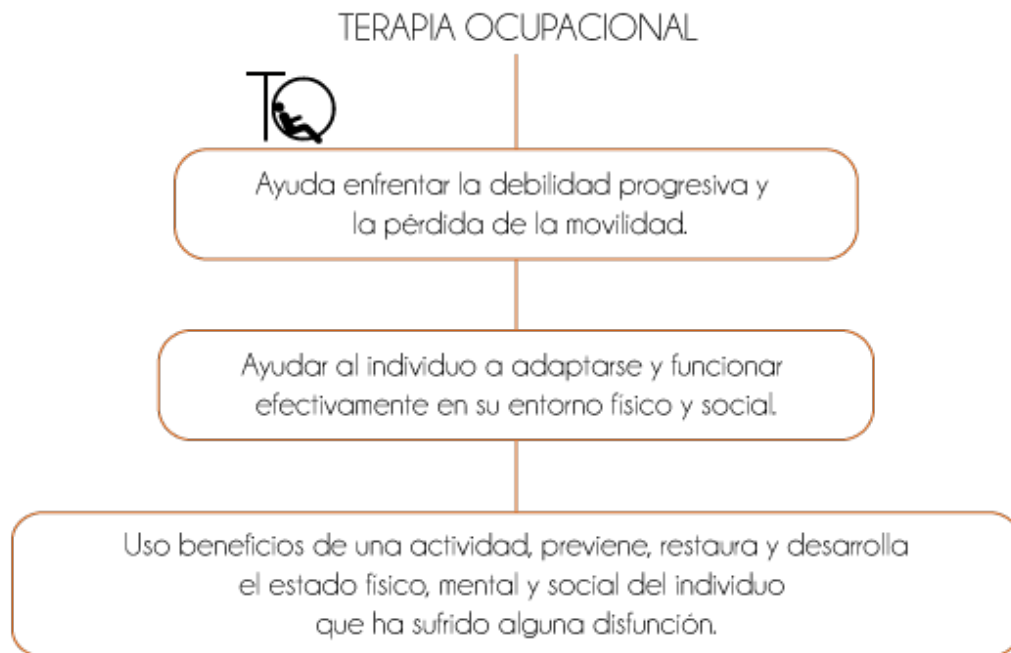 TERAPIA OCUPACIONAL
TO
Ayuda enfrentar la debilidad progresiva y
la pérdida de la movilidad.
Ayudar al individuo a adaptarse y funcionar
efectivamente en su entorno físico y social.
Uso beneficios de una actividad, previene, restaura y desarrolla
el estado físico, mental y social del individuo
que ha sufrido alguna disfunción.